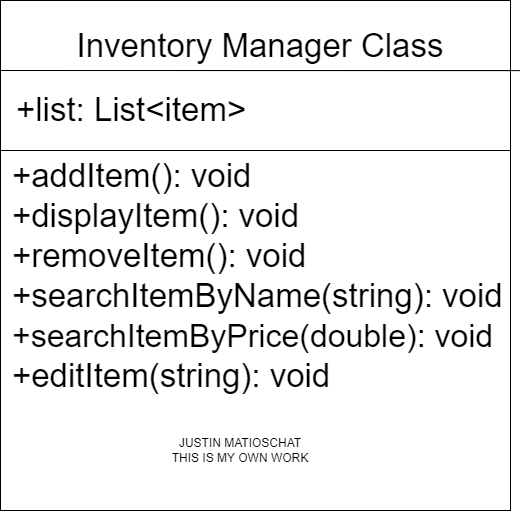 Inventory Manager Class
+list: List<item>
+addItem(): void
+displayItem(): void
+removeItem(): void
+searchItemByName(string): void
+searchItemByPrice(double): void
+editItem(string): void
JUSTIN MATIOSCHAT
THIS IS MY OWN WORK